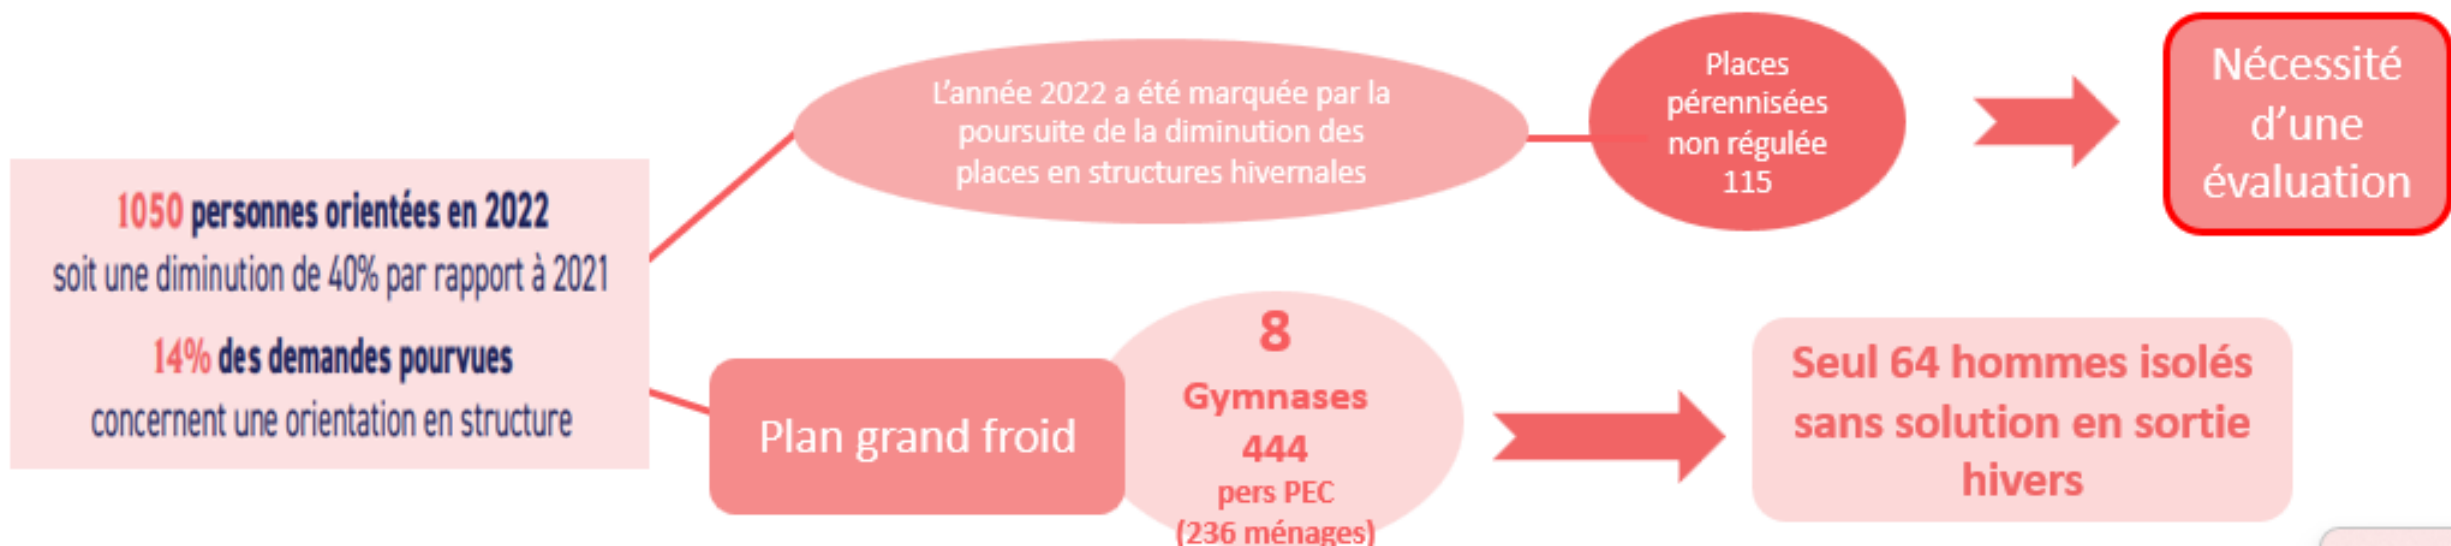 1050 personnes orientées en 2022
soit une diminution de 40% par rapport à 2021
14% des demandes pourvues
concernent une orientation en structure
L'année 2022 a été marquée par la
poursuite de la diminution des
places en structures hivernales
Places
pérennisées
non régulée
115
Nécessité
d'une
évaluation
Plan grand froid
8
Gymnases
444
pers PEC
(236 ménages)
Seul 64 hommes isolés
sans solution en sortie
hivers